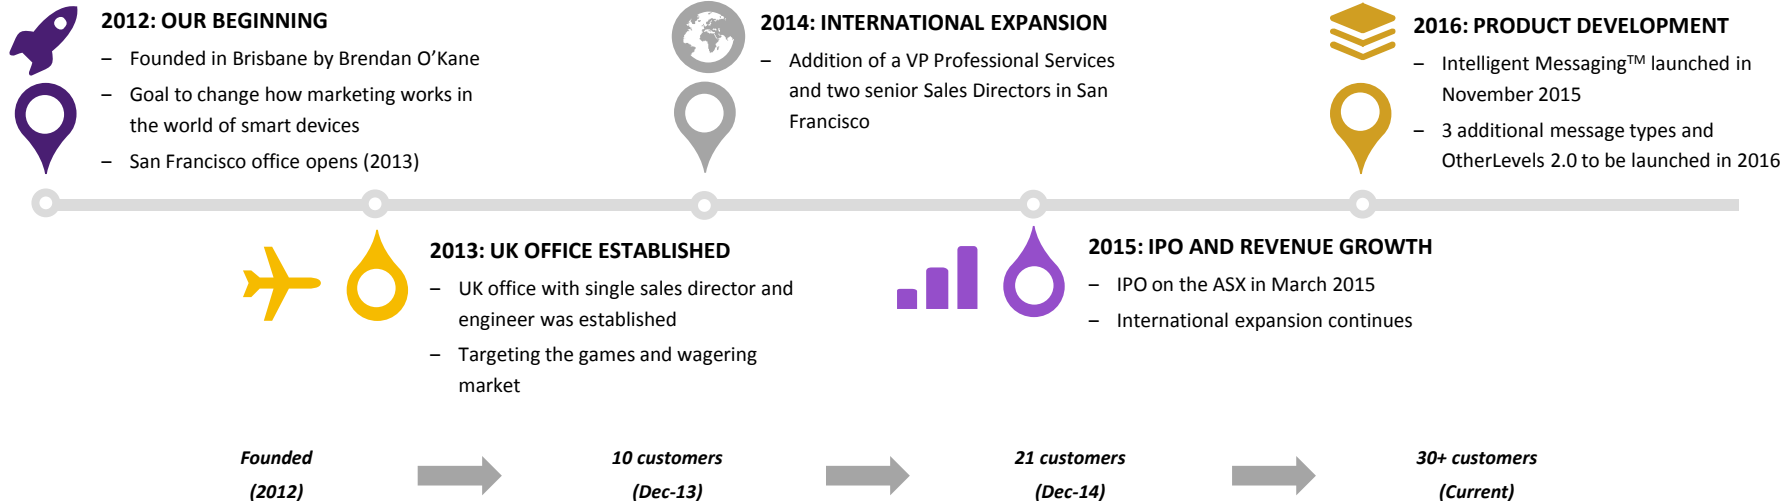 2012: OUR BEGINNING
– Founded in Brisbane by Brendan O’Kane
– Goal to change how marketing works in
the world of smart devices
– San Francisco office opens (2013)
2014: INTERNATIONAL EXPANSION
– Addition of a VP Professional Services
and two senior Sales Directors in San
Francisco
2016: PRODUCT DEVELOPMENT
– Intelligent Messaging™ launched in
November 2015
– 3 additional message types and
OtherLevels 2.0 to be launched in 2016
2013: UK OFFICE ESTABLISHED
– UK office with single sales director and
engineer was established
– Targeting the games and wagering
market
2015: IPO AND REVENUE GROWTH
– IPO on the ASX in March 2015
– International expansion continues
Founded
(2012)
10 customers
(Dec-13)
21 customers
(Dec-14)
30+ customers
(Current)